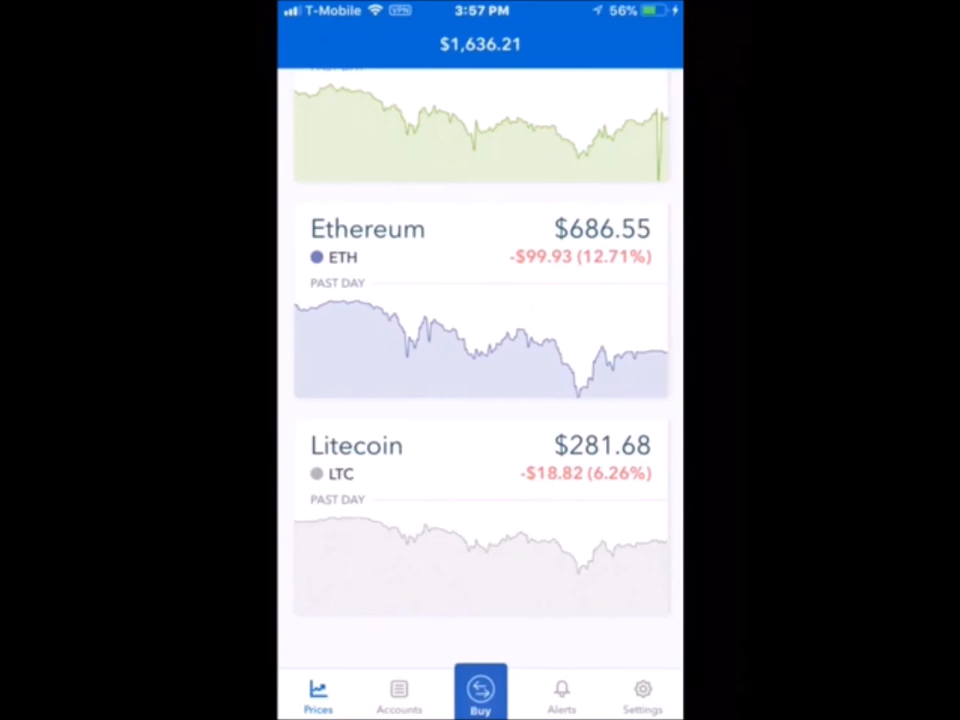 T-Mobile VPN 3:57 PM 56%
$1,636.21
Ethereum $686.55
ETH -$99.93 (12.71%)
PAST DAY
Litecoin $281.68
LTC -$18.82 (6.26%)
PAST DAY
Prices Accounts Buy Alerts Settings